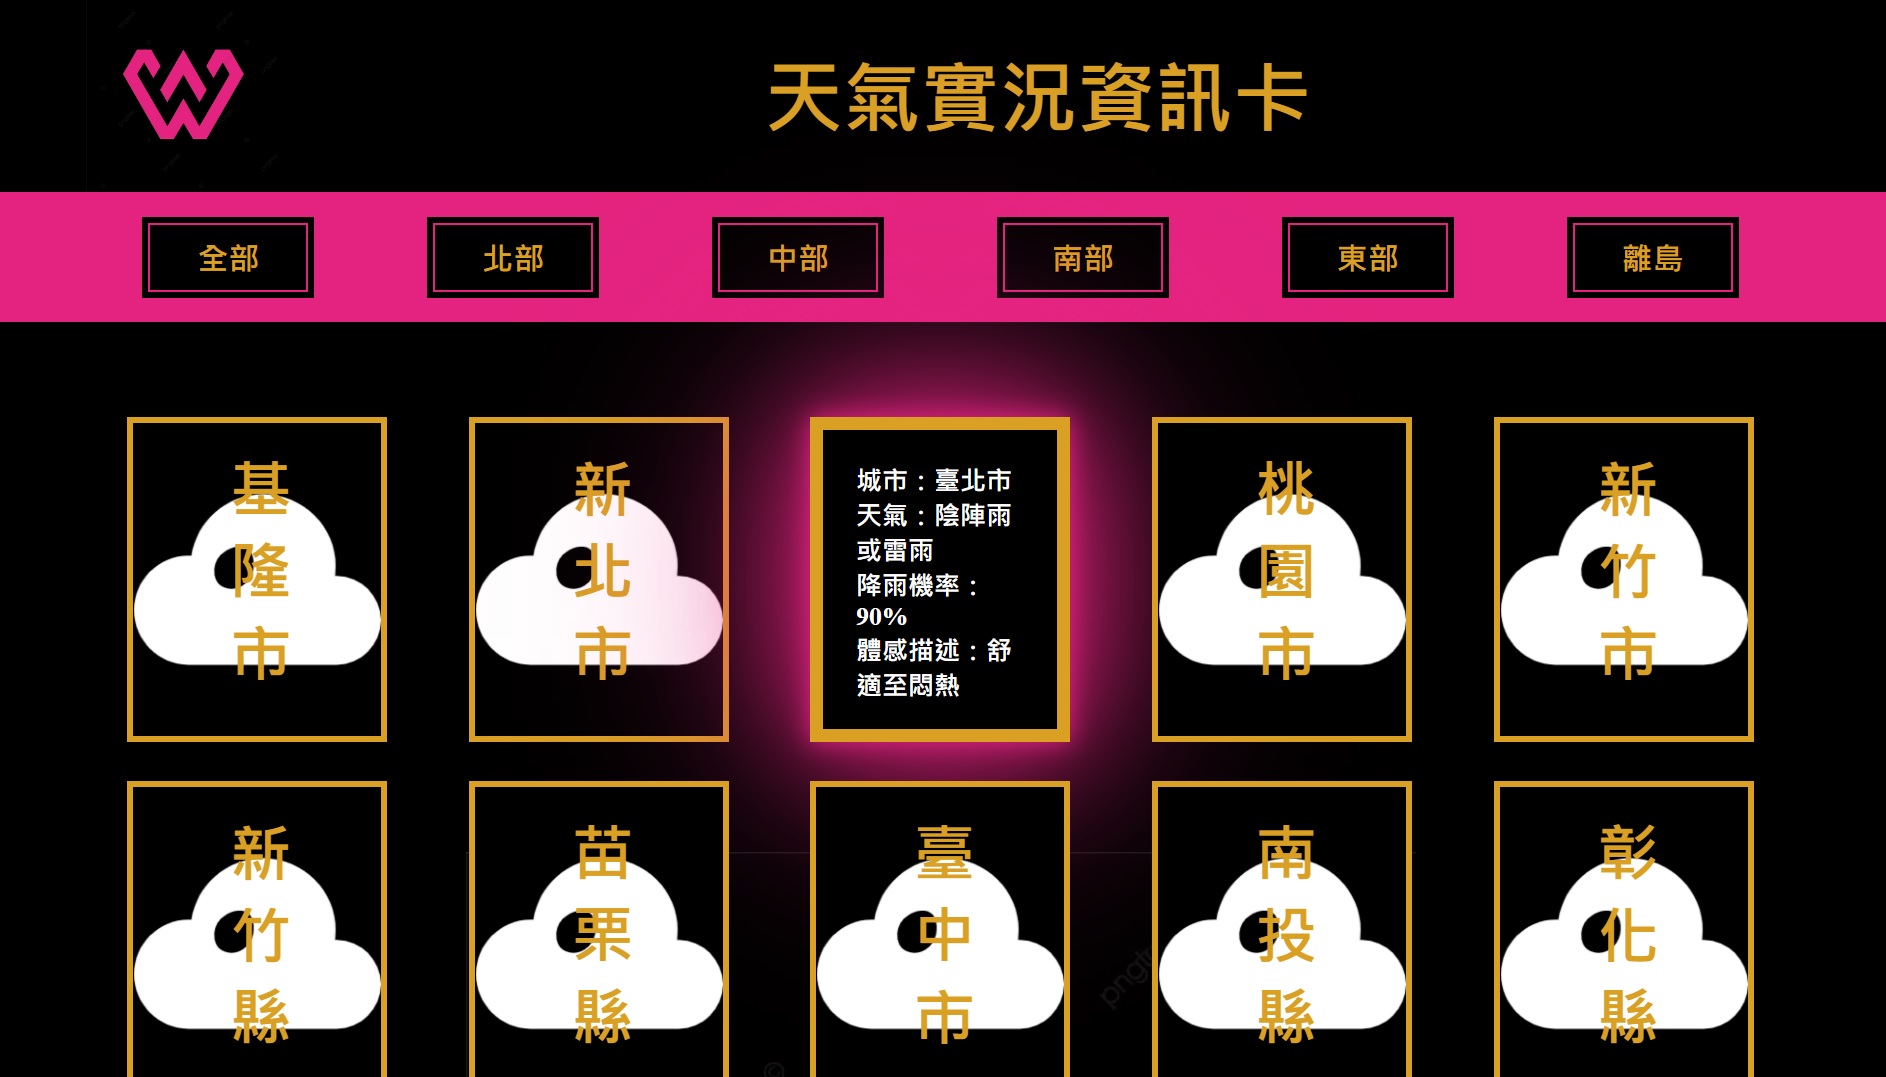 天氣實況資訊卡
全部
北部
中部
南部
東部
離島
基隆市
新北市
城市：臺北市
天氣：陰陣雨
或雷雨
降雨機率：
90%
體感描述：舒
適至悶熱
桃園市
新竹市
新竹縣
苗栗縣
臺中市
南投縣
彰化縣